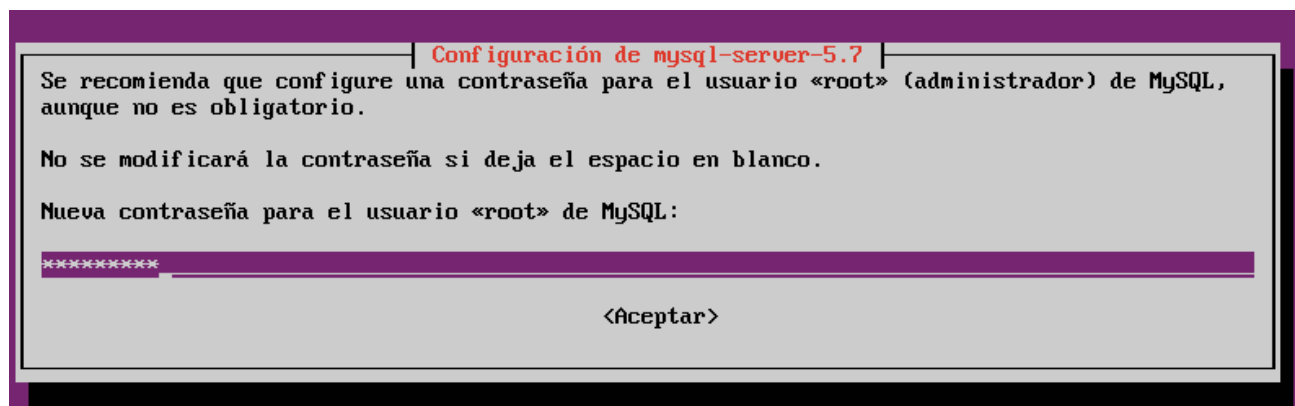 Configuración de mysql-server-5.7
Se recomienda que configure una contraseña para el usuario «root» (administrador) de MySQL,
aunque no es obligatorio.
No se modificará la contraseña si deja el espacio en blanco.
Nueva contraseña para el usuario «root» de MySQL:
*********
<Aceptar>